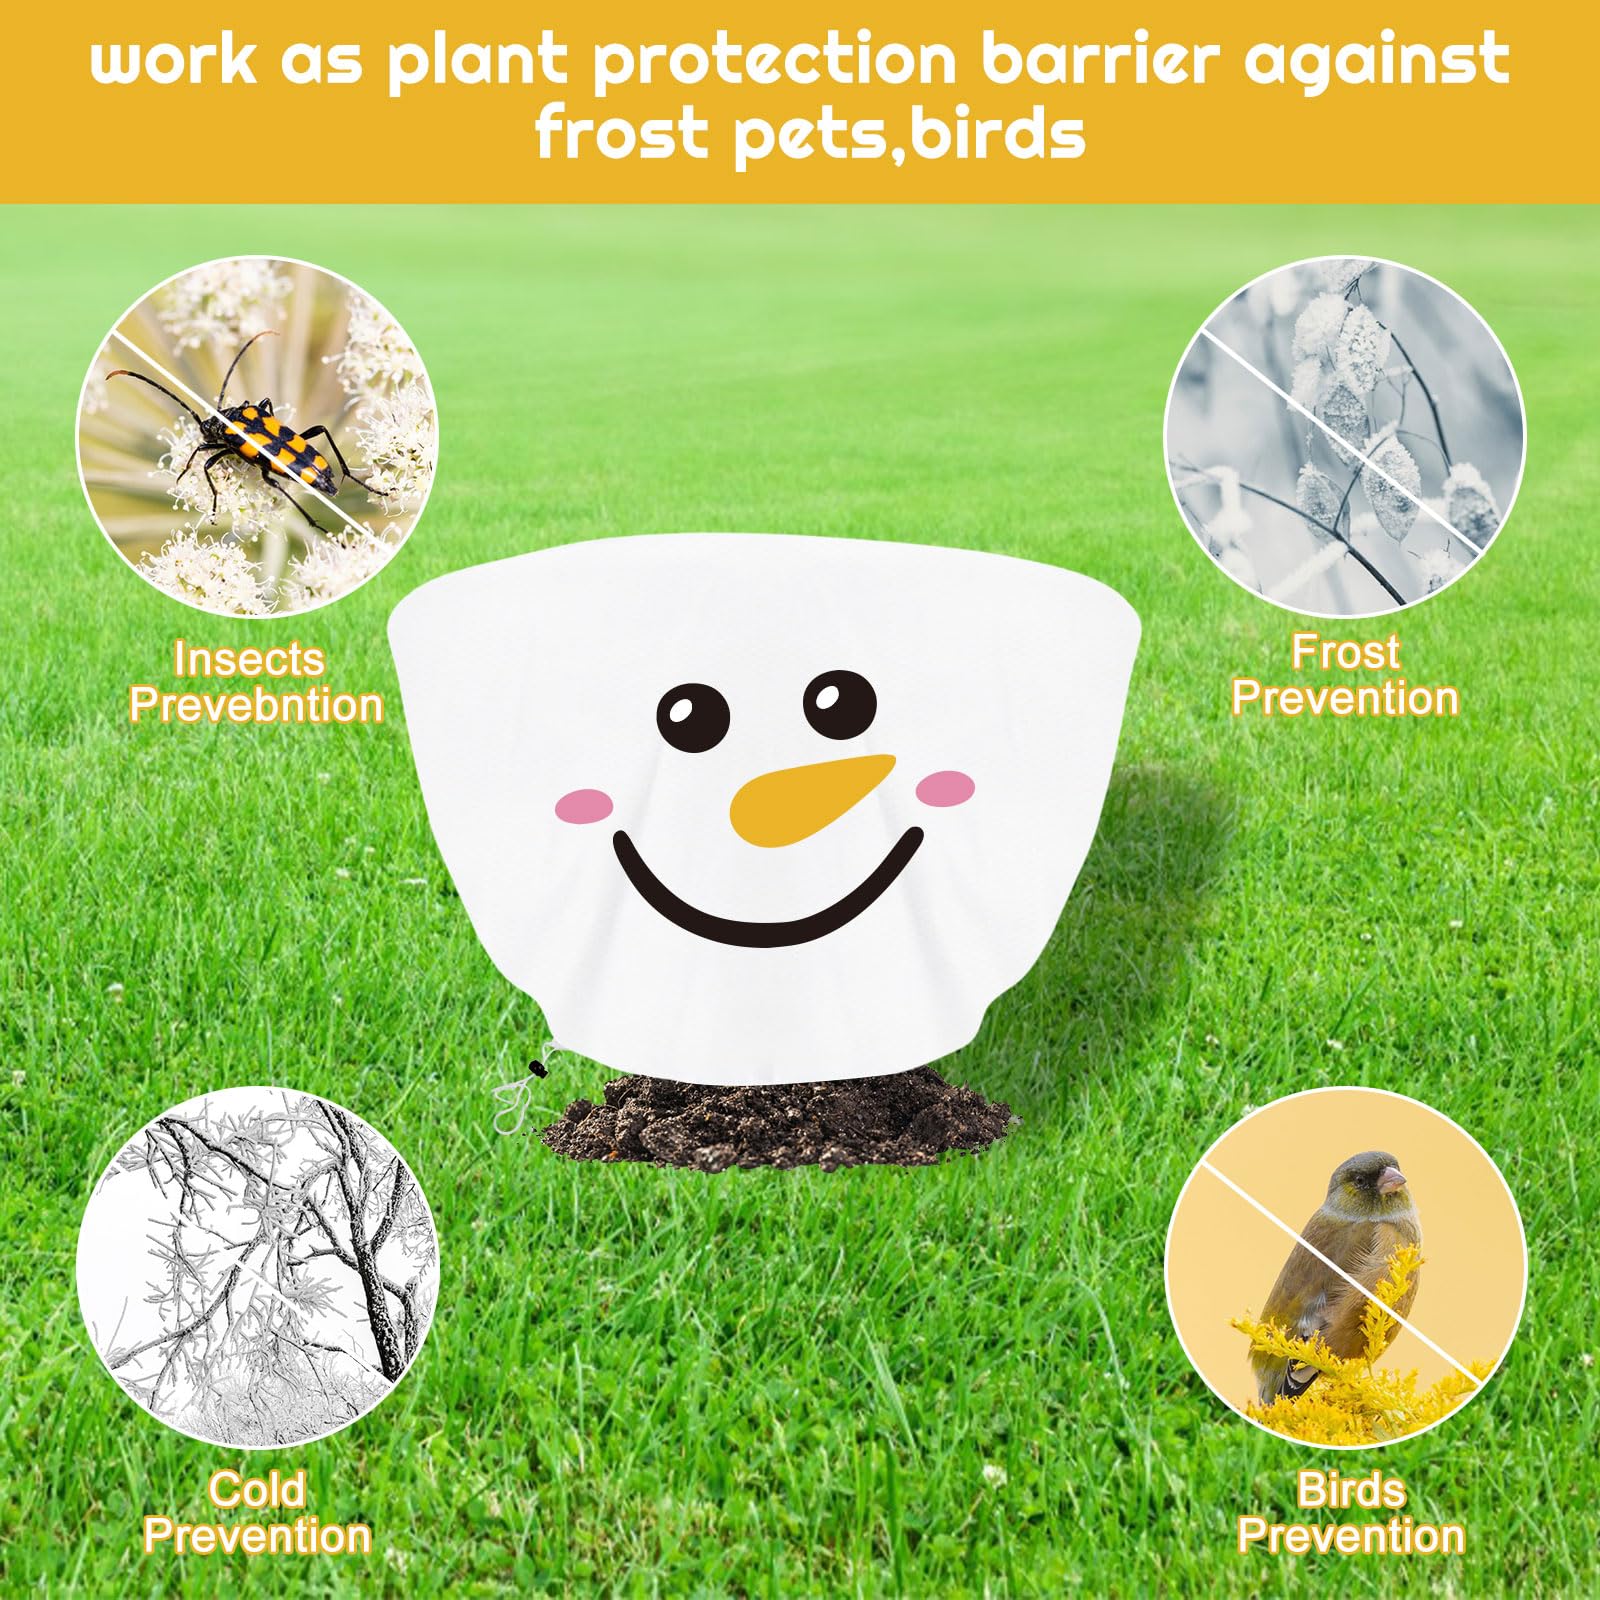 work as plant protection barrier against
frost pets,birds
Insects
Prevebntion
Frost
Prevention
Cold
Prevention
Birds
Prevention